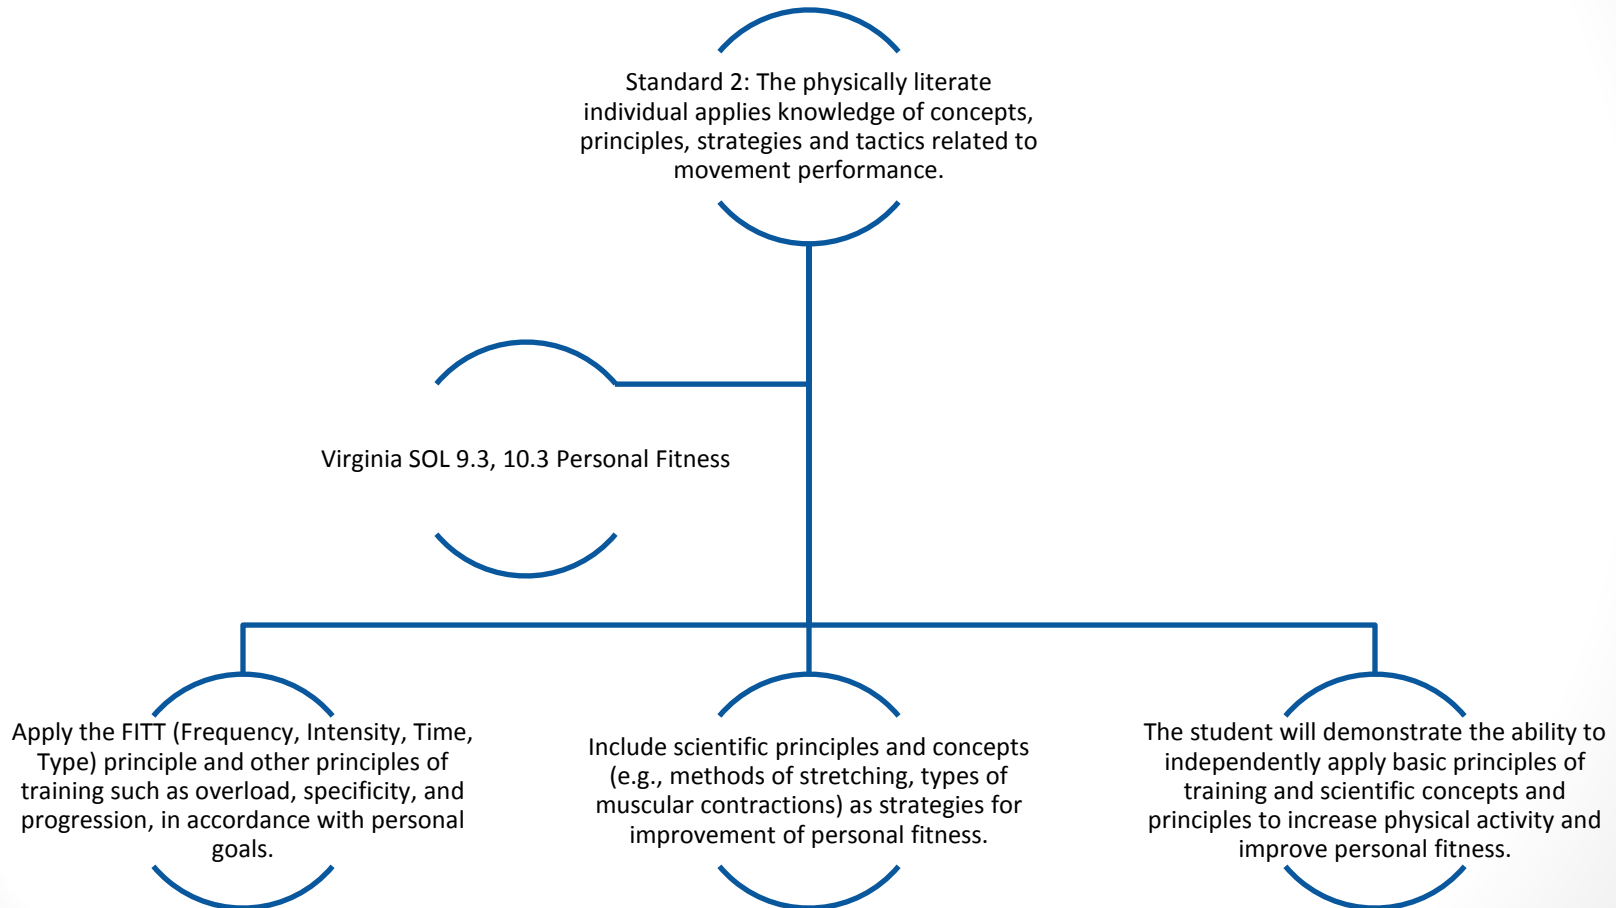 Standard 2: The physically literate
individual applies knowledge of concepts,
principles, strategies and tactics related to
movement performance.
Virginia SOL 9.3, 10.3 Personal Fitness
Apply the FITT (Frequency, Intensity, Time,
Type) principle and other principles of
training such as overload, specificity, and
progression, in accordance with personal
goals.
Include scientific principles and concepts
(e.g., methods of stretching, types of
muscular contractions) as strategies for
improvement of personal fitness.
The student will demonstrate the ability to
independently apply basic principles of
training and scientific concepts and
principles to increase physical activity and
improve personal fitness.